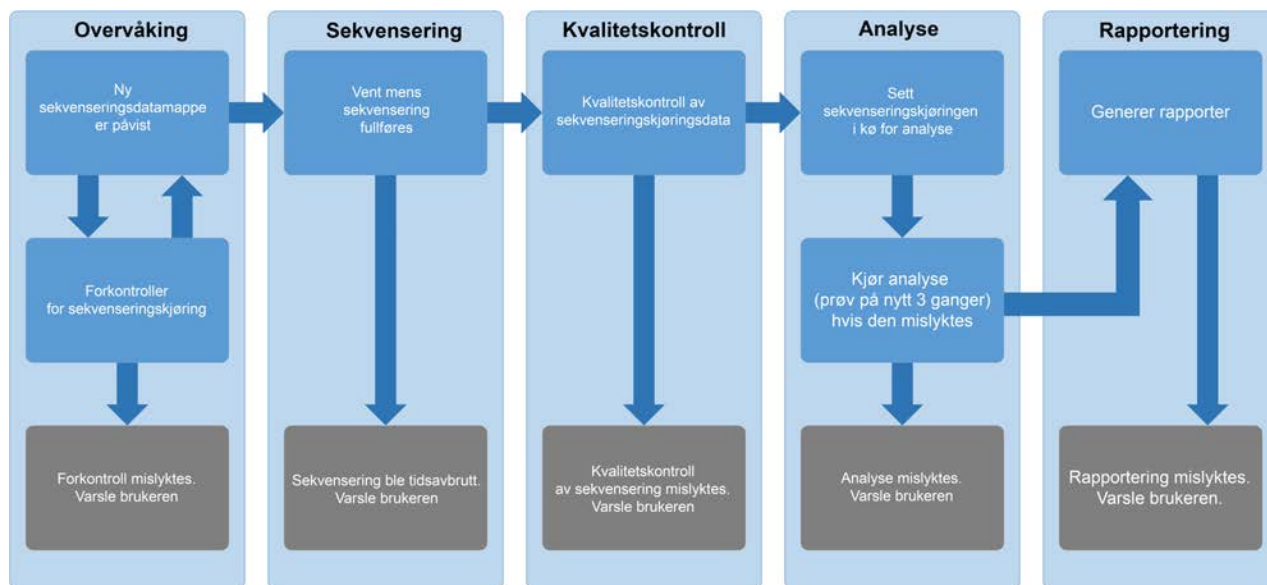 Overvåking
Ny
sekvenseringsdatamappe
er påvist
Forkontroller
for sekvenseringskjøring
Forkontroll mislyktes.
Varsle brukeren
Sekvensering
Vent mens
sekvensering
fullføres
Sekvensering ble tidsavbrutt.
Varsle brukeren
Kvalitetskontroll
Kvalitetskontroll av
sekvenseringskjøringsdata
Kvalitetskontroll
av sekvensering mislyktes.
Varsle brukeren
Analyse
Sett
sekvenseringskjøringen
i kø for analyse
Kjør analyse
(prøv på nytt 3 ganger)
hvis den mislyktes
Analyse mislyktes.
Varsle brukeren
Rapportering
Generer rapporter
Rapportering mislyktes.
Varsle brukeren.